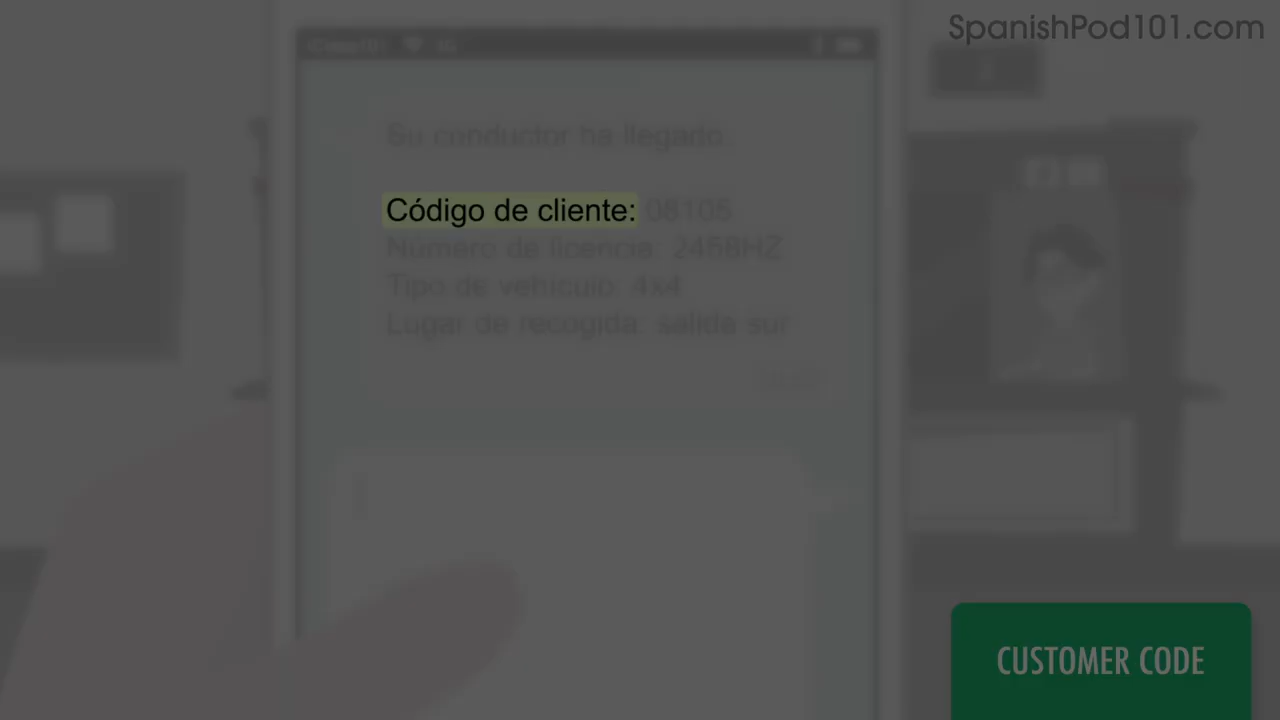 SpanishPod101.com
Su conductor ha llegado.
Código de cliente: 08105
Número de licencia: 2458HZ
Tipo de vehículo: 4x4
Lugar de recogida: salida sur
CUSTOMER CODE